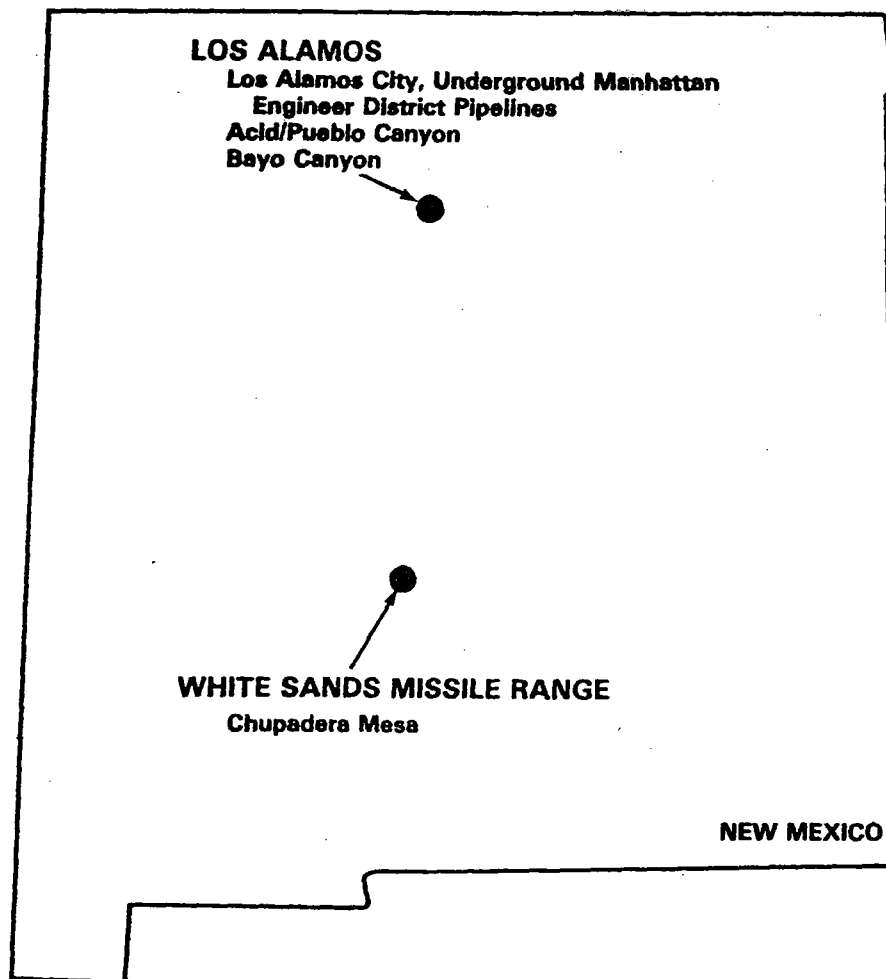 LOS ALAMOS
Los Alamos City, Underground Manhattan
Engineer District Pipelines
Acid/Pueblo Canyon
Bayo Canyon
WHITE SANDS MISSILE RANGE
Chupadera Mesa
NEW MEXICO